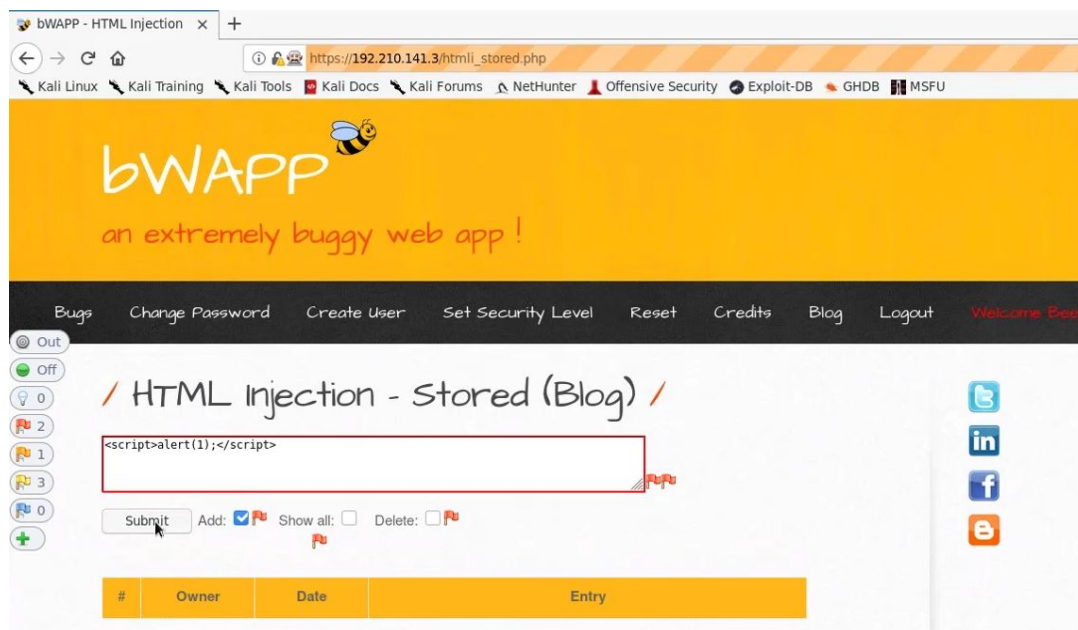 bWAPP - HTML Injection × +
https://192.210.141.3/htmli_stored.php
Kali Linux Kali Training Kali Tools Kali Docs Kali Forums NetHunter Offensive Security Exploit-DB GHDB MSFU
bWAPP
an extremely buggy web app !
Bugs Change Password Create User Set Security Level Reset Credits Blog Logout Welcome Bee
Out
Off
0
/ HTML Injection - Stored (Blog) /
2
<script>alert(1);</script>
1
3
0
Submit Add: Show all: Delete:
# Owner Date Entry